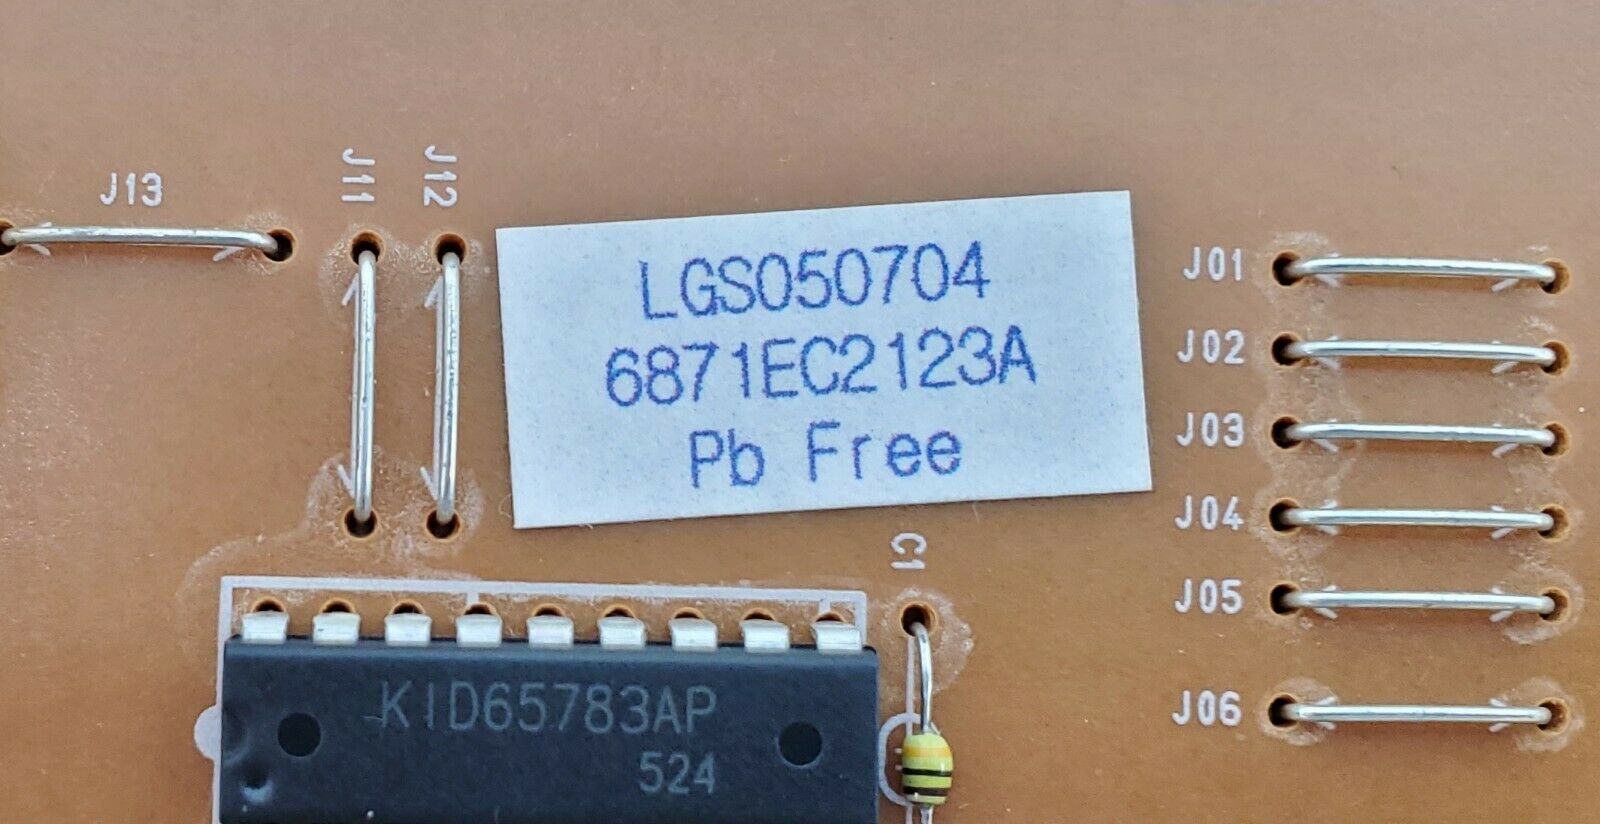 J13
J11
J12
LGS050704
6871EC2123A
Pb Free
J01
J02
J03
J04
J05
J06
C1
KID65783AP
524